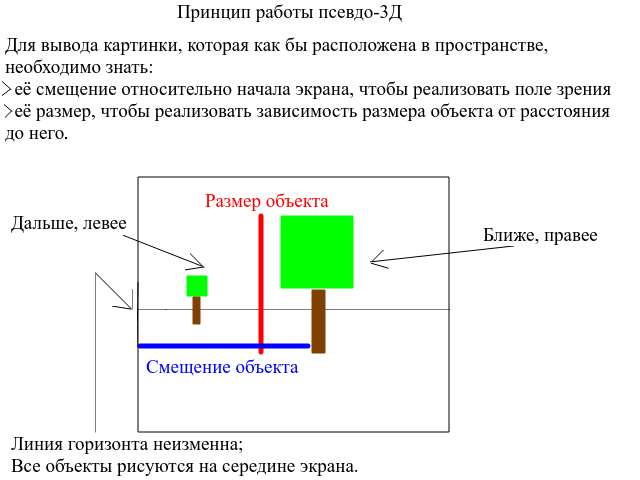 Принцип работы псевдо-3Д
Для вывода картинки, которая как бы расположена в пространстве,
необходимо знать:
её смещение относительно начала экрана, чтобы реализовать поле зрения
её размер, чтобы реализовать зависимость размера объекта от расстояния
до него.
Размер объекта
Дальше, левее
Ближе, правее
Смещение объекта
Линия горизонта неизменна;
Все объекты рисуются на середине экрана.